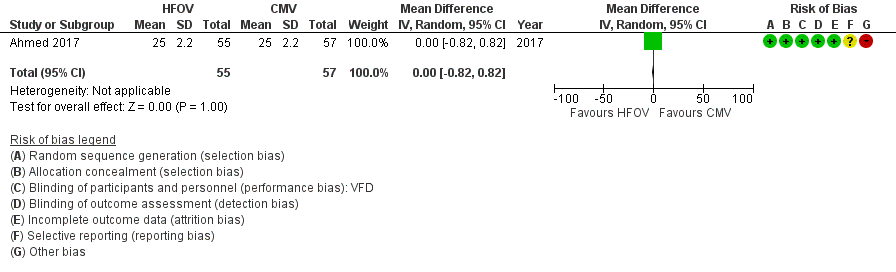 HFOV CMV Mean Difference Mean Difference Risk of Bias
Study or Subgroup Mean SD Total Mean SD Total Weight IV, Random, 95% CI Year IV, Random, 95% CI A B C D E F G
Ahmed 2017 25 2.2 55 25 2.2 57 100.0% 0.00 [-0.82, 0.82] 2017 + + + + + ? -
Total (95% CI) 55 57 100.0% 0.00 [-0.82, 0.82]
Heterogeneity: Not applicable
Test for overall effect: Z = 0.00 (P = 1.00)
-100 -50 0 50 100
Favours HFOV Favours CMV
Risk of bias legend
(A) Random sequence generation (selection bias)
(B) Allocation concealment (selection bias)
(C) Blinding of participants and personnel (performance bias): VFD
(D) Blinding of outcome assessment (detection bias)
(E) Incomplete outcome data (attrition bias)
(F) Selective reporting (reporting bias)
(G) Other bias